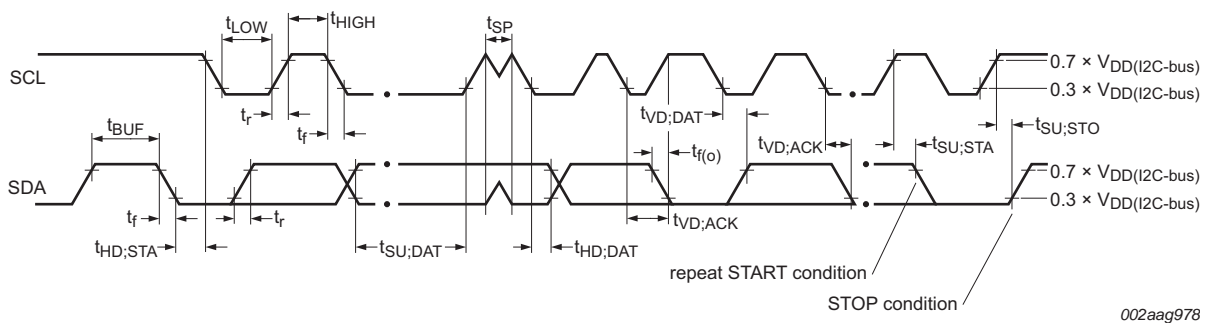 tLOW
tHIGH
tSP
SCL
0.7 × VDD(I2C-bus)
0.3 × VDD(I2C-bus)
tr
tf
tVD;DAT
tBUF
tf(o)
tVD;ACK
tSU;STA
tSU;STO
SDA
0.7 × VDD(I2C-bus)
0.3 × VDD(I2C-bus)
tf
tr
tVD;ACK
tHD;STA
tSU;DAT
tHD;DAT
repeat START condition
STOP condition
002aag978